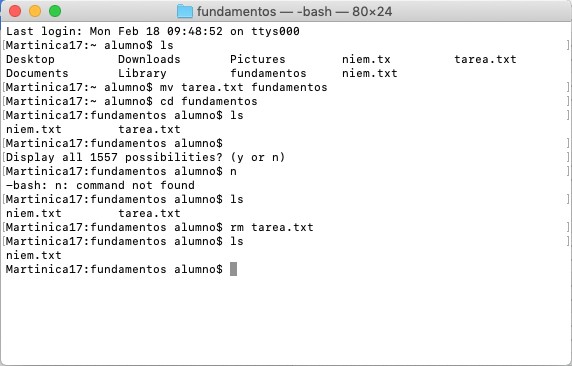 fundamentos — -bash — 80×24
Last login: Mon Feb 18 09:48:52 on ttys000
[Martinica17:~ alumno$ ls
Desktop Downloads Pictures niem.tx tarea.txt
Documents Library fundamentos niem.txt
[Martinica17:~ alumno$ mv tarea.txt fundamentos
[Martinica17:~ alumno$ cd fundamentos
[Martinica17:fundamentos alumno$ ls
niem.txt tarea.txt
[Martinica17:fundamentos alumno$
[Display all 1557 possibilities? (y or n)
[Martinica17:fundamentos alumno$ n
-bash: n: command not found
[Martinica17:fundamentos alumno$ ls
niem.txt tarea.txt
[Martinica17:fundamentos alumno$ rm tarea.txt
[Martinica17:fundamentos alumno$ ls
niem.txt
Martinica17:fundamentos alumno$